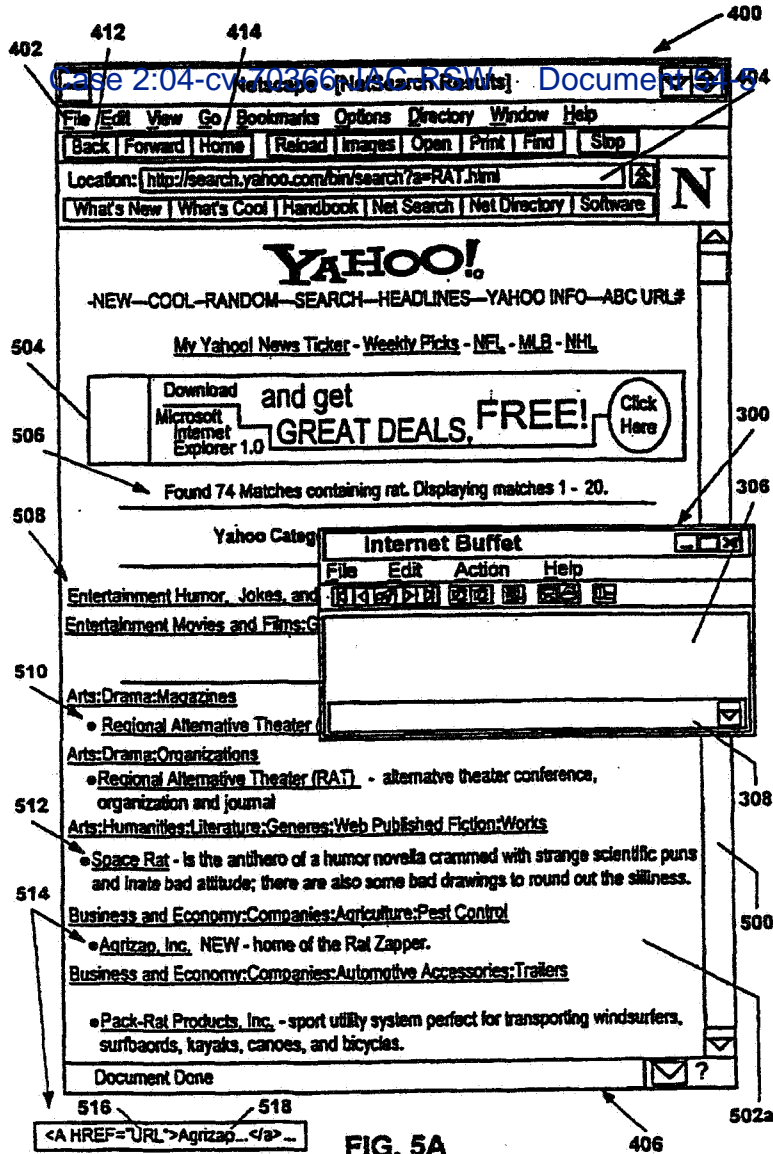 400
412 414
402
Case 2:04-cv-70366-JAC-RSW Document 54-5
Netscape - [NetSearch Results]
404
File Edit View Go Bookmarks Options Directory Window Help
Back Forward Home Reload Images Open Print Find Stop
Location: http://search.yahoo.com/bin/search?a=RAT.html
N
What's New What's Cool Handbook Net Search Net Directory Software
YAHOO!
-NEW—COOL—RANDOM—SEARCH—HEADLINES—YAHOO INFO—ABC URL#
My Yahoo! News Ticker - Weekly Picks - NFL - MLB - NHL
504
Download
Microsoft
Internet
Explorer 1.0
and get
GREAT DEALS, FREE!
Click
Here
300
506
Found 74 Matches containing rat. Displaying matches 1 - 20.
306
508
Yahoo Categ
Internet Buffet
File Edit Action Help
Entertainment Humor, Jokes, and
Entertainment Movies and Films:G
510
Arts:Drama:Magazines
• Regional Alternative Theater (
Arts:Drama:Organizations
• Regional Alternative Theater (RAT) - alternatve theater conference,
organization and journal
308
512
Arts:Humanities:Literature:Generes:Web Published Fiction:Works
• Space Rat - is the antihero of a humor novella crammed with strange scientific puns
and inate bad attitude; there are also some bad drawings to round out the silliness.
514
500
Business and Economy:Companies:Agriculture:Pest Control
• Agrizap, Inc. NEW - home of the Rat Zapper.
Business and Economy:Companies:Automotive Accessories:Trailers
• Pack-Rat Products, Inc. - sport utility system perfect for transporting windsurfers,
surfbaords, kayaks, canoes, and bicycles.
Document Done ?
502a
516 518
<A HREF="URL">Agrizap...</a>...
FIG. 5A
406